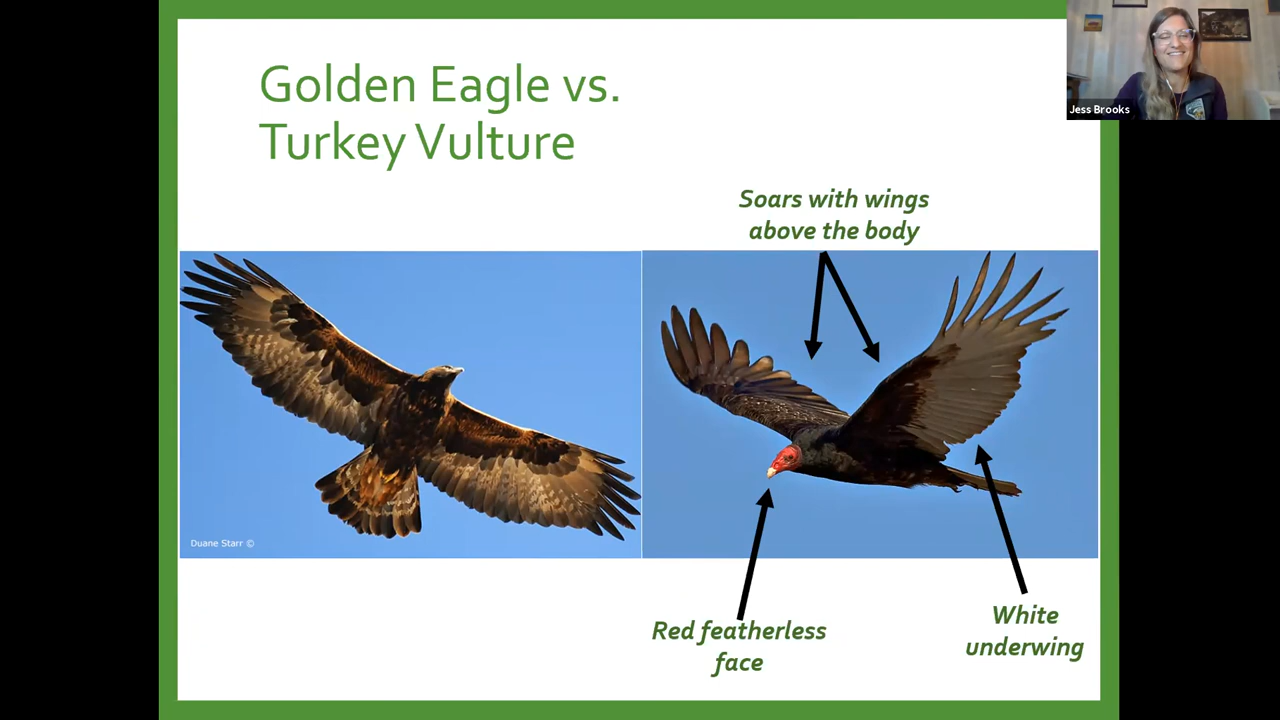 Golden Eagle vs.
Turkey Vulture
Jess Brooks
Soars with wings
above the body
Duane Starr ©
Red featherless
face
White
underwing